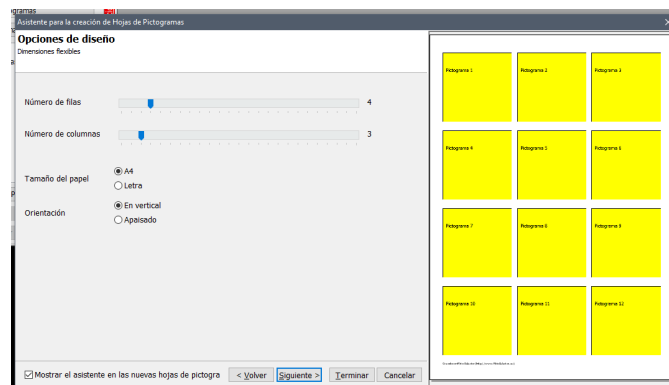 Asistente para la creación de Hojas de Pictogramas
Opciones de diseño
Dimensiones flexibles
Número de filas
4
Número de columnas
3
Tamaño del papel
A4
Letra
Orientación
En vertical
Apaisado
Mostrar el asistente en las nuevas hojas de pictogra
< Volver
Siguiente >
Terminar
Cancelar
Pictograma 1
Pictograma 2
Pictograma 3
Pictograma 4
Pictograma 5
Pictograma 6
Pictograma 7
Pictograma 8
Pictograma 9
Pictograma 10
Pictograma 11
Pictograma 12